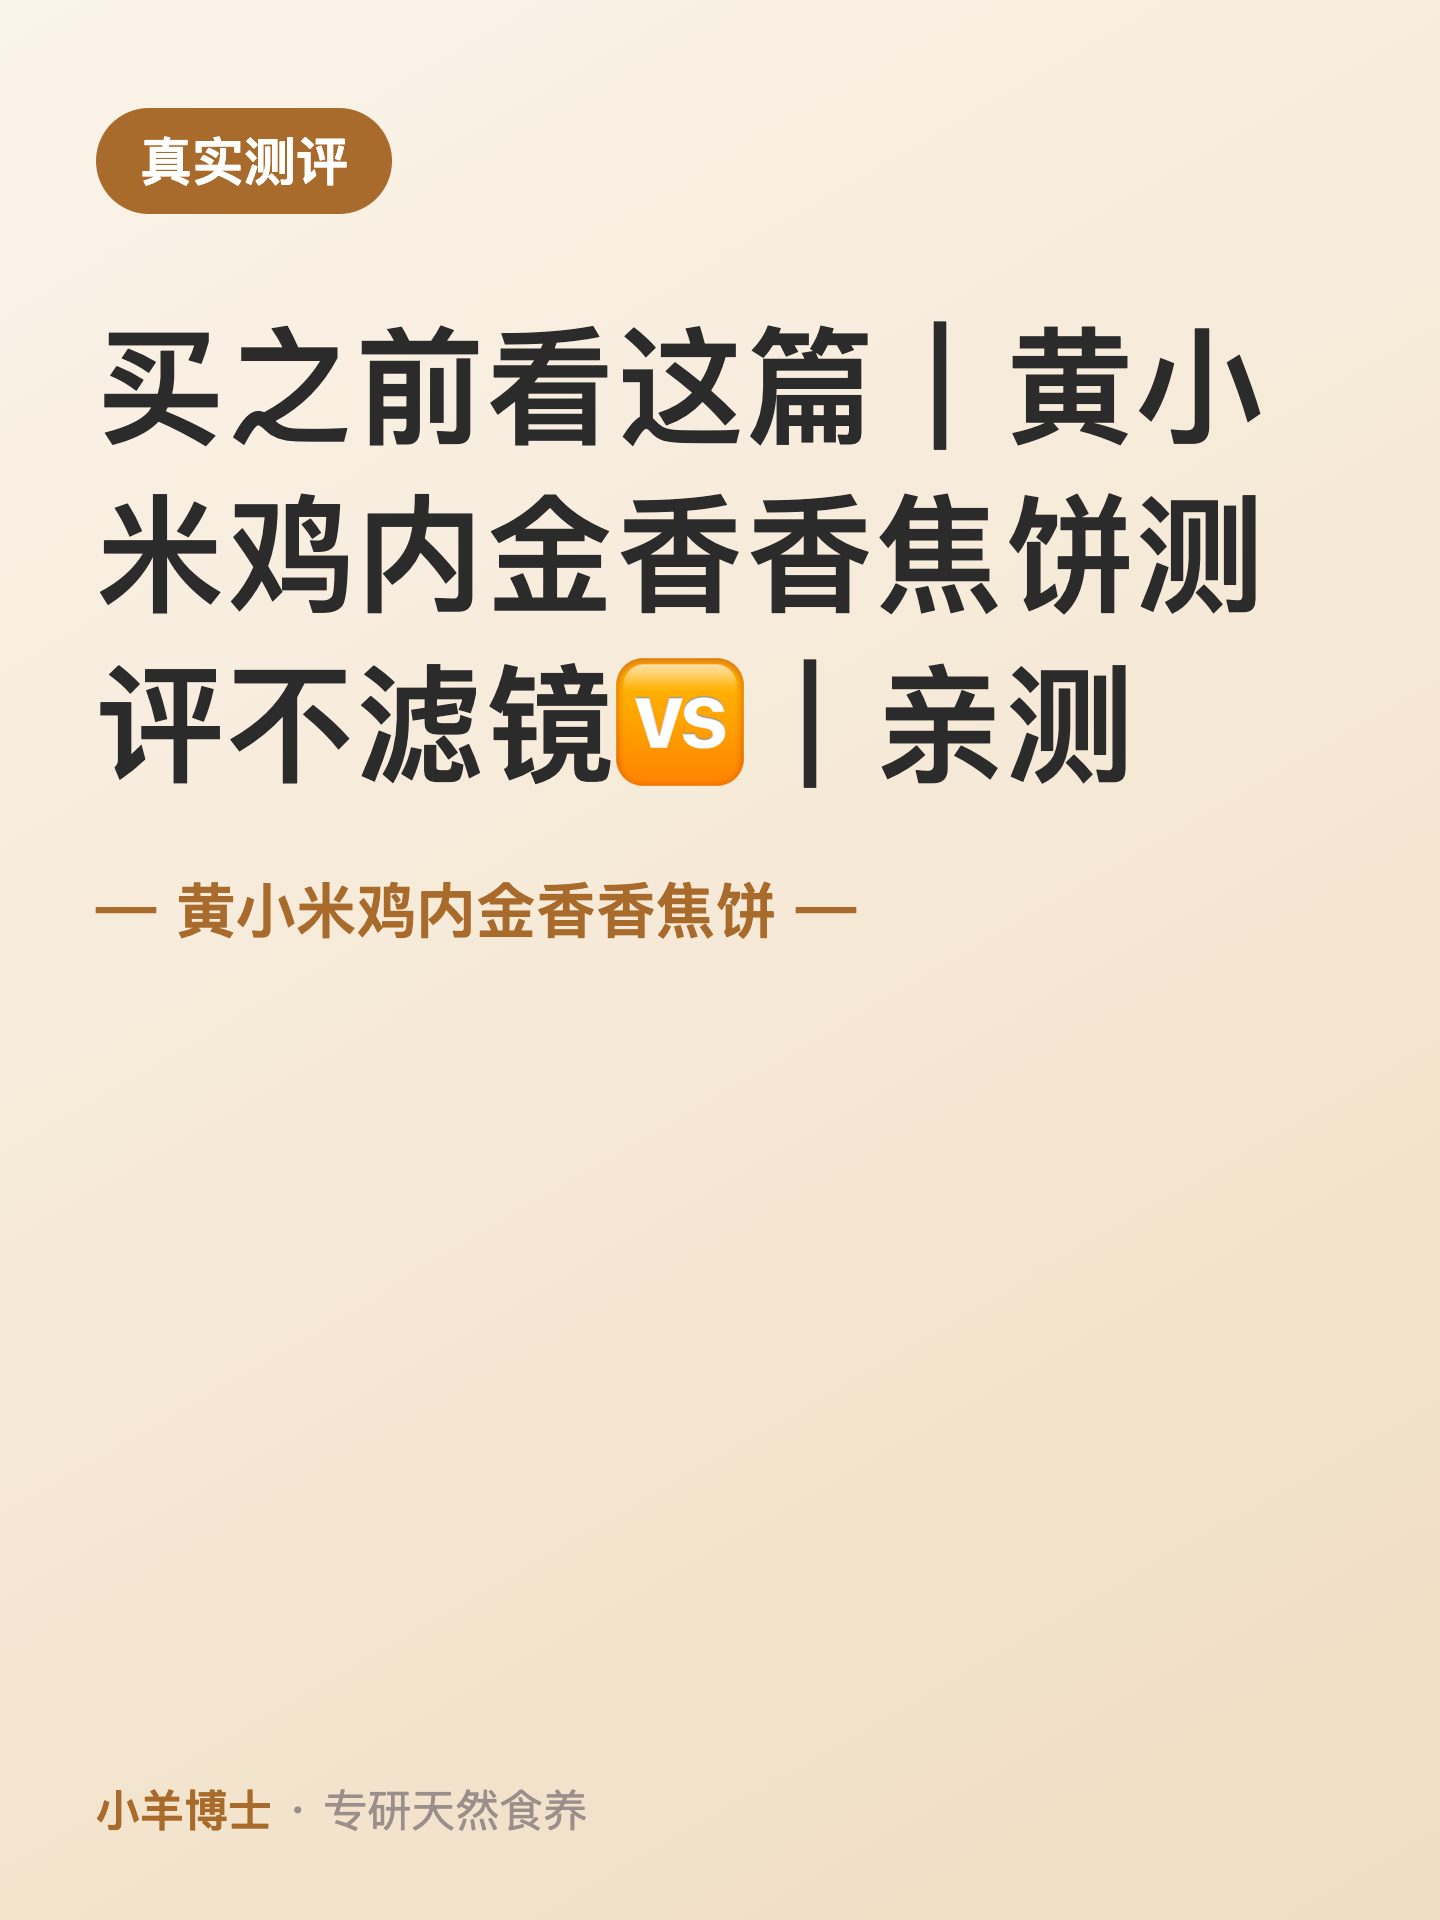 真实测评
买之前看这篇｜黄小
米鸡内金香香焦饼测
评不滤镜🆚｜亲测
— 黄小米鸡内金香香焦饼 —
小羊博士 · 专研天然食养